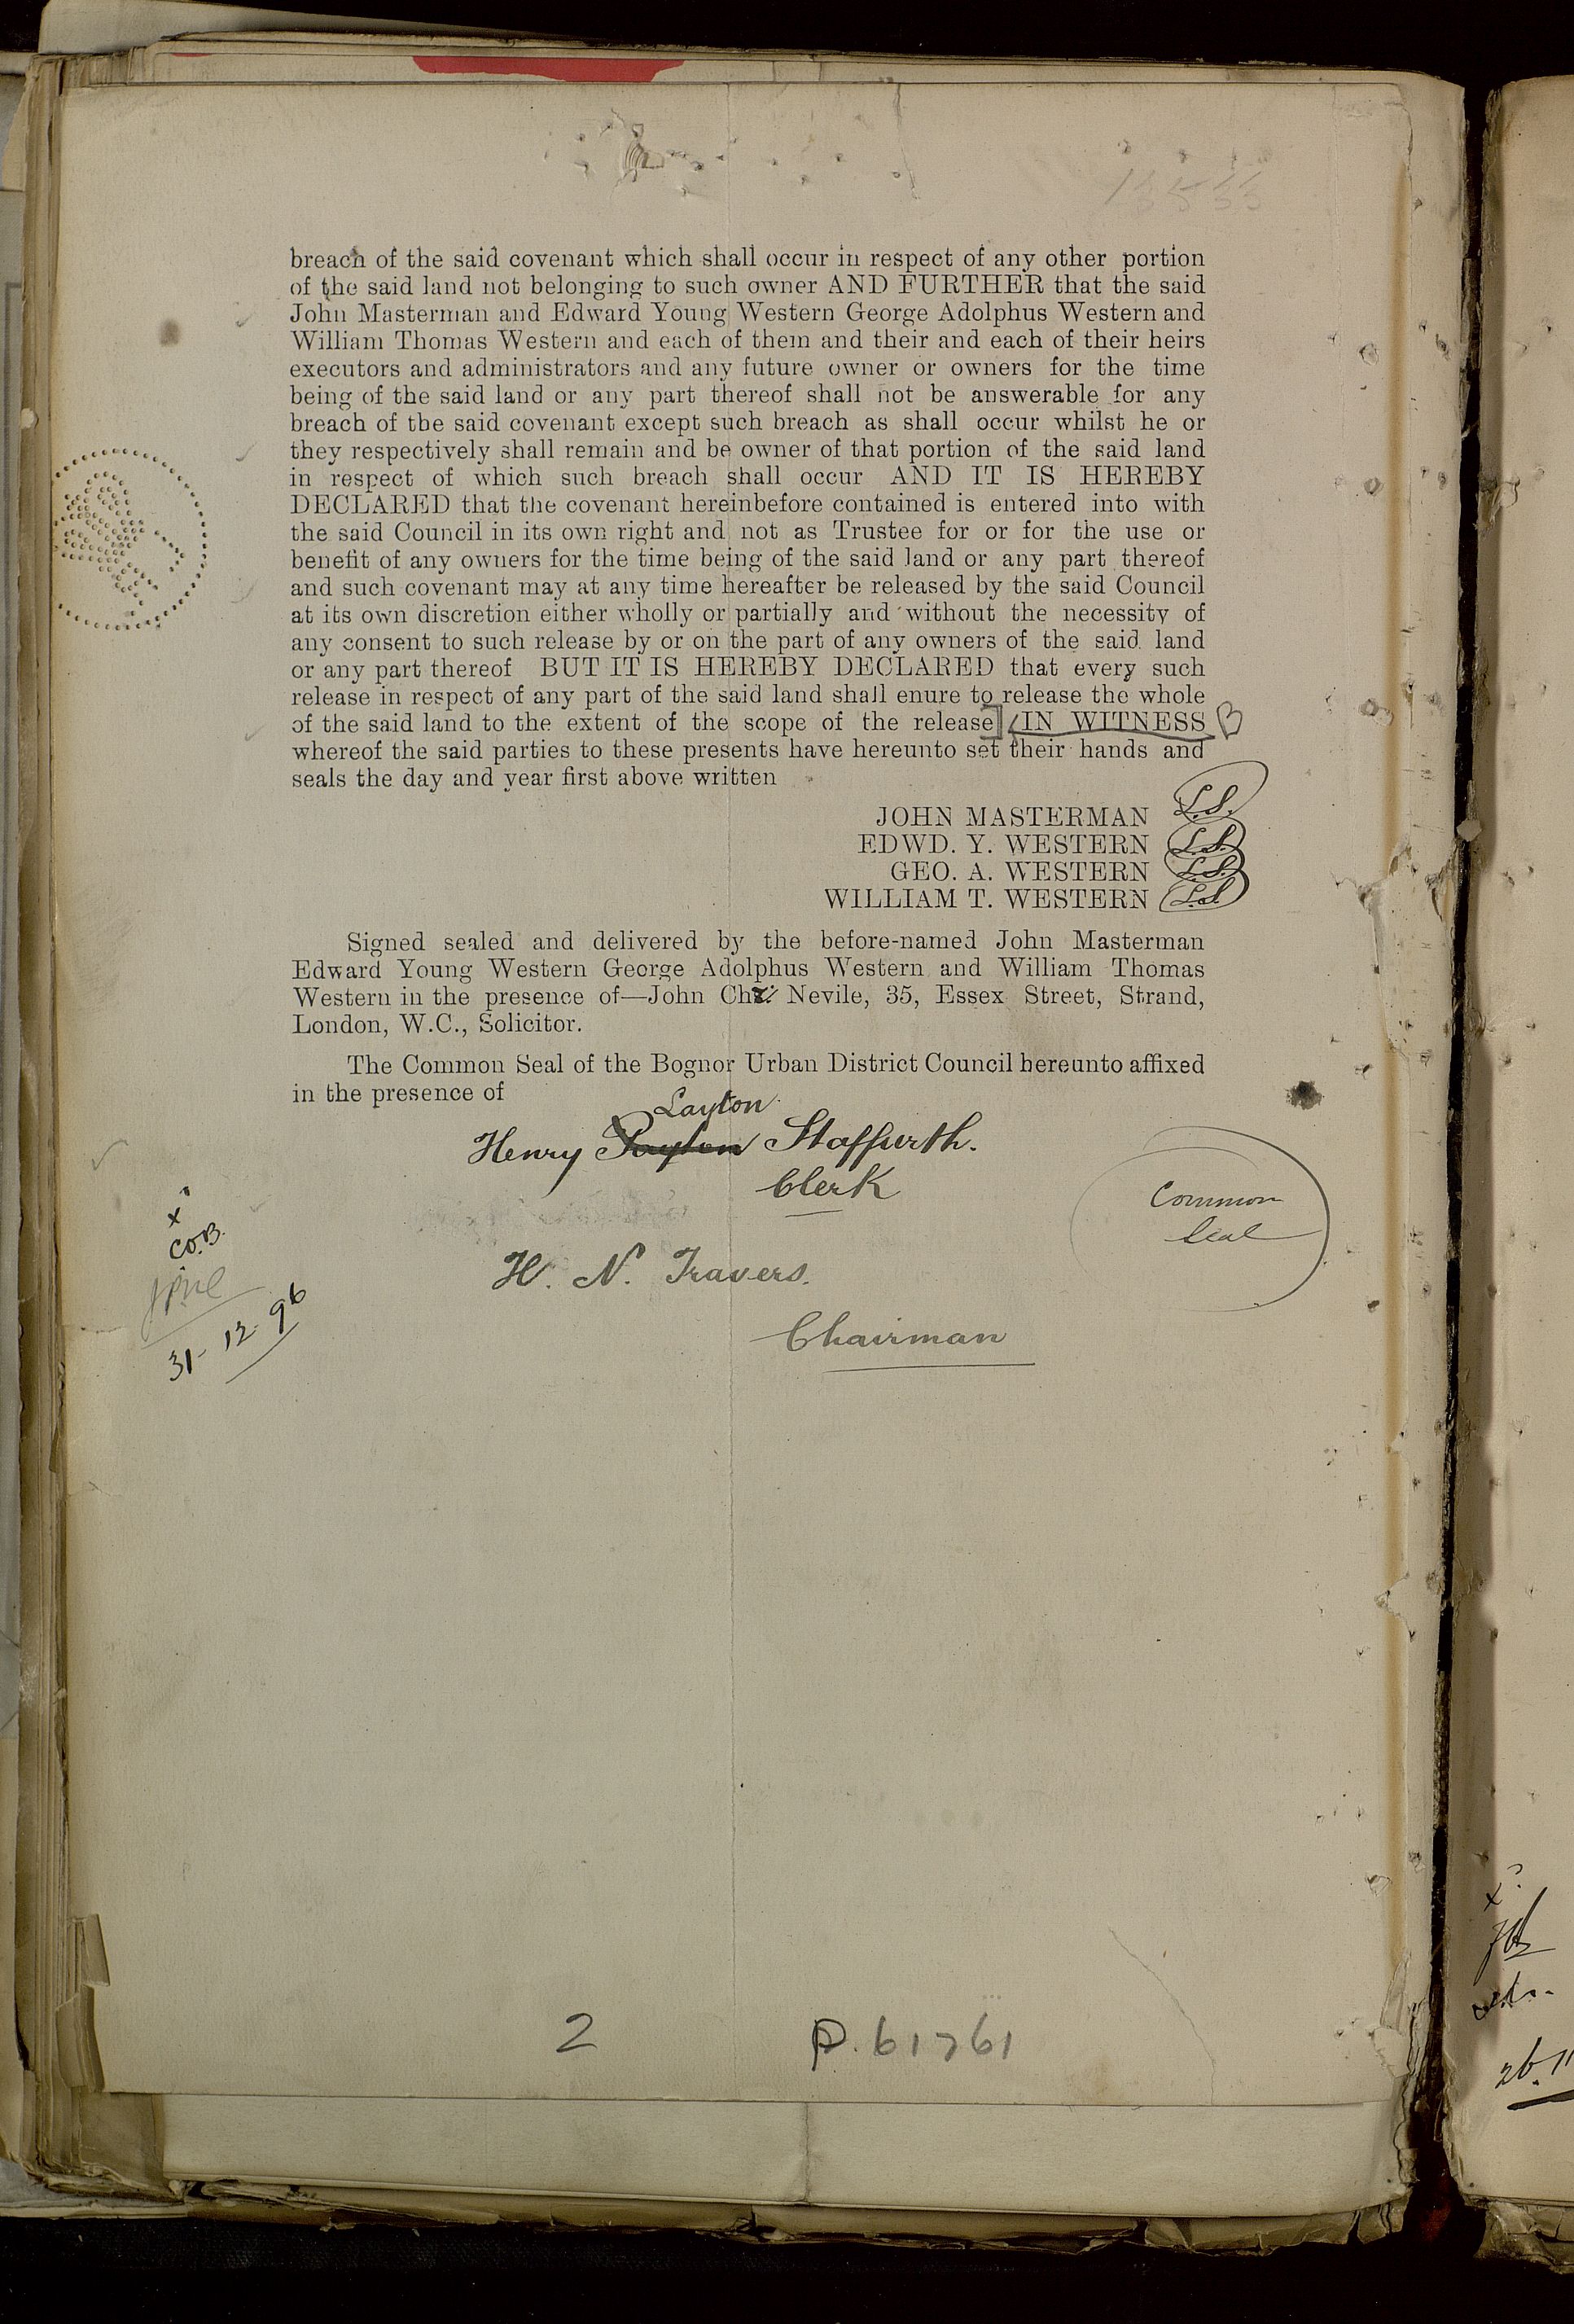 breach of the said covenant which shall occur in respect of any other portion
of the said land not belonging to such owner AND FURTHER that the said
John Masterman and Edward Young Western George Adolphus Western and
William Thomas Western and each of them and their and each of their heirs
executors and administrators and any future owner or owners for the time
being of the said land or any part thereof shall not be answerable for any
breach of the said covenant except such breach as shall occur whilst he or
they respectively shall remain and be owner of that portion of the said land
in respect of which such breach shall occur AND IT IS HEREBY
DECLARED that the covenant hereinbefore contained is entered into with
the said Council in its own right and not as Trustee for or for the use or
benefit of any owners for the time being of the said land or any part thereof
and such covenant may at any time hereafter be released by the said Council
at its own discretion either wholly or partially and without the necessity of
any consent to such release by or on the part of any owners of the said land
or any part thereof BUT IT IS HEREBY DECLARED that every such
release in respect of any part of the said land shall enure to release the whole
of the said land to the extent of the scope of the release] IN WITNESS B
whereof the said parties to these presents have hereunto set their hands and
seals the day and year first above written
JOHN MASTERMAN L.S.
EDWD. Y. WESTERN L.S.
GEO. A. WESTERN L.S.
WILLIAM T. WESTERN L.S.
Signed sealed and delivered by the before-named John Masterman
Edward Young Western George Adolphus Western and William Thomas
Western in the presence of—John Chr: Nevile, 35, Essex Street, Strand,
London, W.C., Solicitor.
The Common Seal of the Bognor Urban District Council hereunto affixed
in the presence of
Layton
Henry Staffurth.
Clerk
Common
Seal
H. N. Travers.
Chairman
x
CO.B.
31-12-96
2
P. 61761